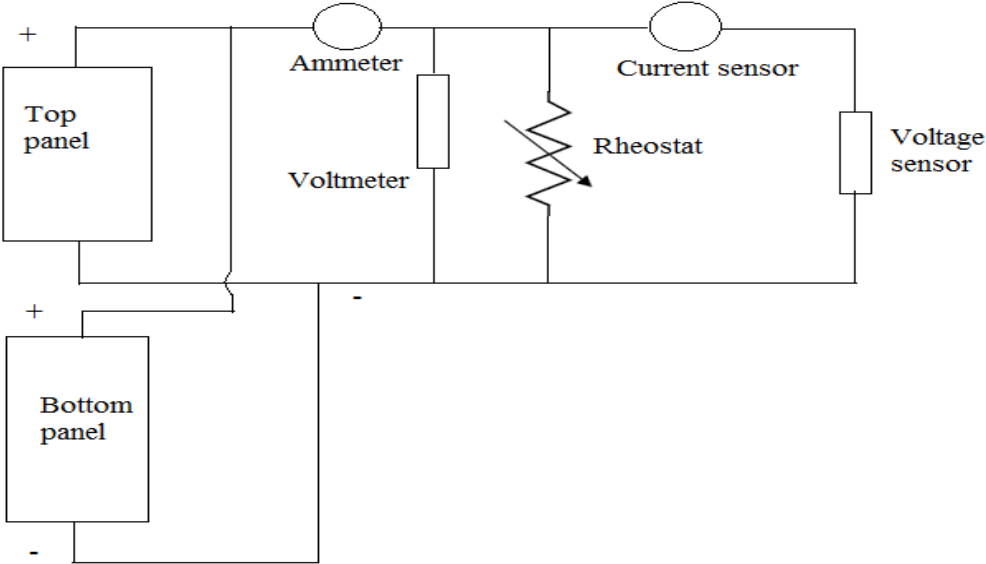 +
Top
panel
Ammeter
Voltmeter
Rheostat
Current sensor
Voltage
sensor
-
+
Bottom
panel
-